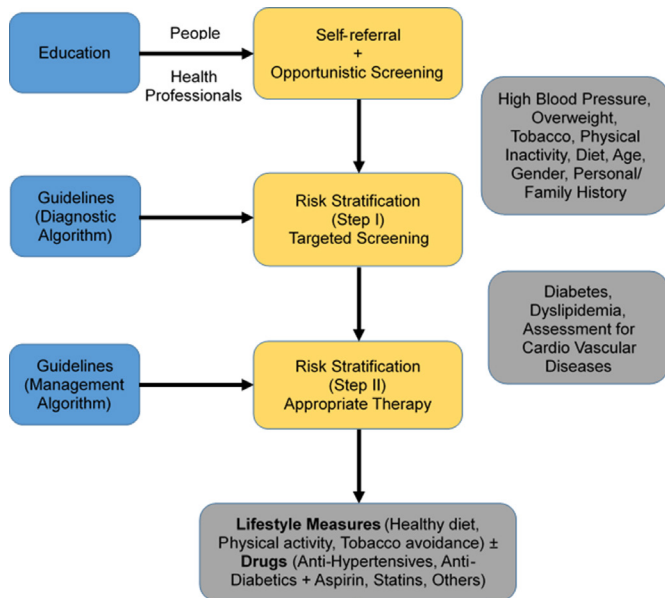 Education
People
Health
Professionals
Self-referral
+
Opportunistic Screening
High Blood Pressure,
Overweight,
Tobacco, Physical
Inactivity, Diet, Age,
Gender, Personal/
Family History
Guidelines
(Diagnostic
Algorithm)
Risk Stratification
(Step I)
Targeted Screening
Diabetes,
Dyslipidemia,
Assessment for
Cardio Vascular
Diseases
Guidelines
(Management
Algorithm)
Risk Stratification
(Step II)
Appropriate Therapy
Lifestyle Measures (Healthy diet,
Physical activity, Tobacco avoidance) ±
Drugs (Anti-Hypertensives, Anti-
Diabetics + Aspirin, Statins, Others)